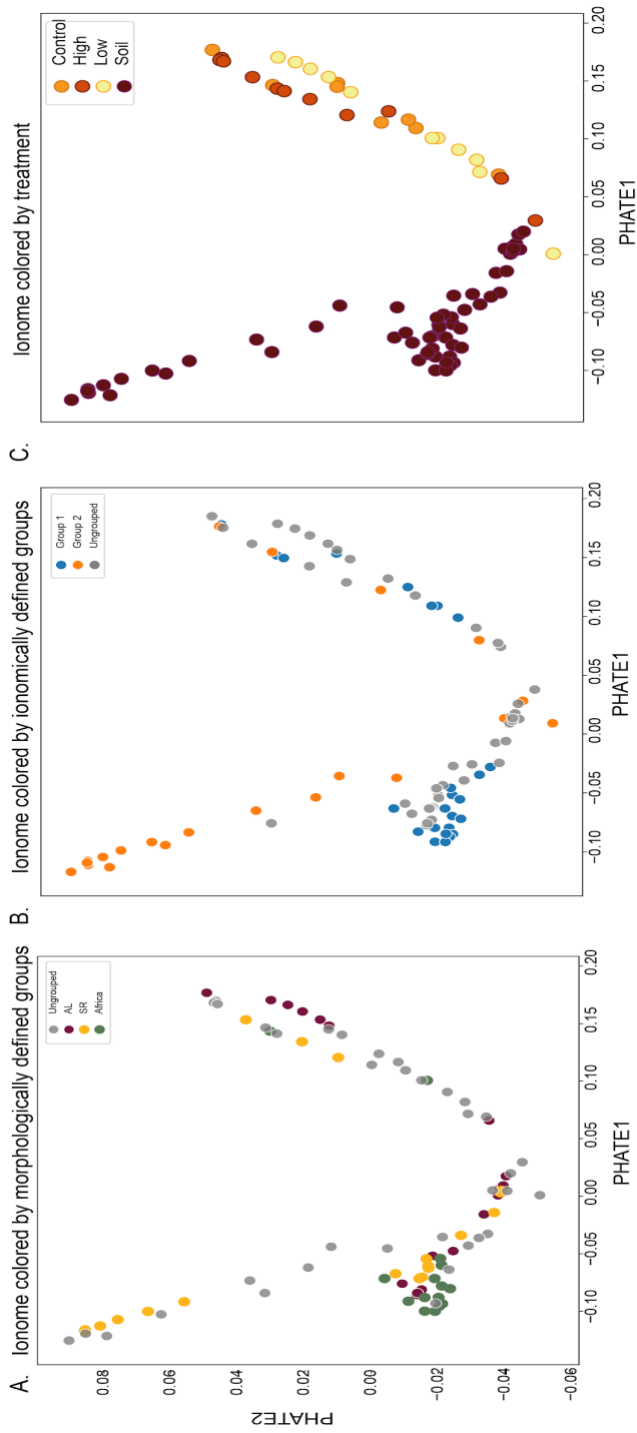 A. Ionome colored by morphologically defined groups
Ungrouped
AL
SR
Africa
PHATE2
0.08
0.06
0.04
0.02
0.00
−0.02
−0.04
−0.06
−0.10
−0.05
0.00
0.05
0.10
0.15
0.20
PHATE1
B. Ionome colored by ionomically defined groups
Group 1
Group 2
Ungrouped
−0.10
−0.05
0.00
0.05
0.10
0.15
0.20
PHATE1
C. Ionome colored by treatment
Control
High
Low
Soil
−0.10
−0.05
0.00
0.05
0.10
0.15
0.20
PHATE1